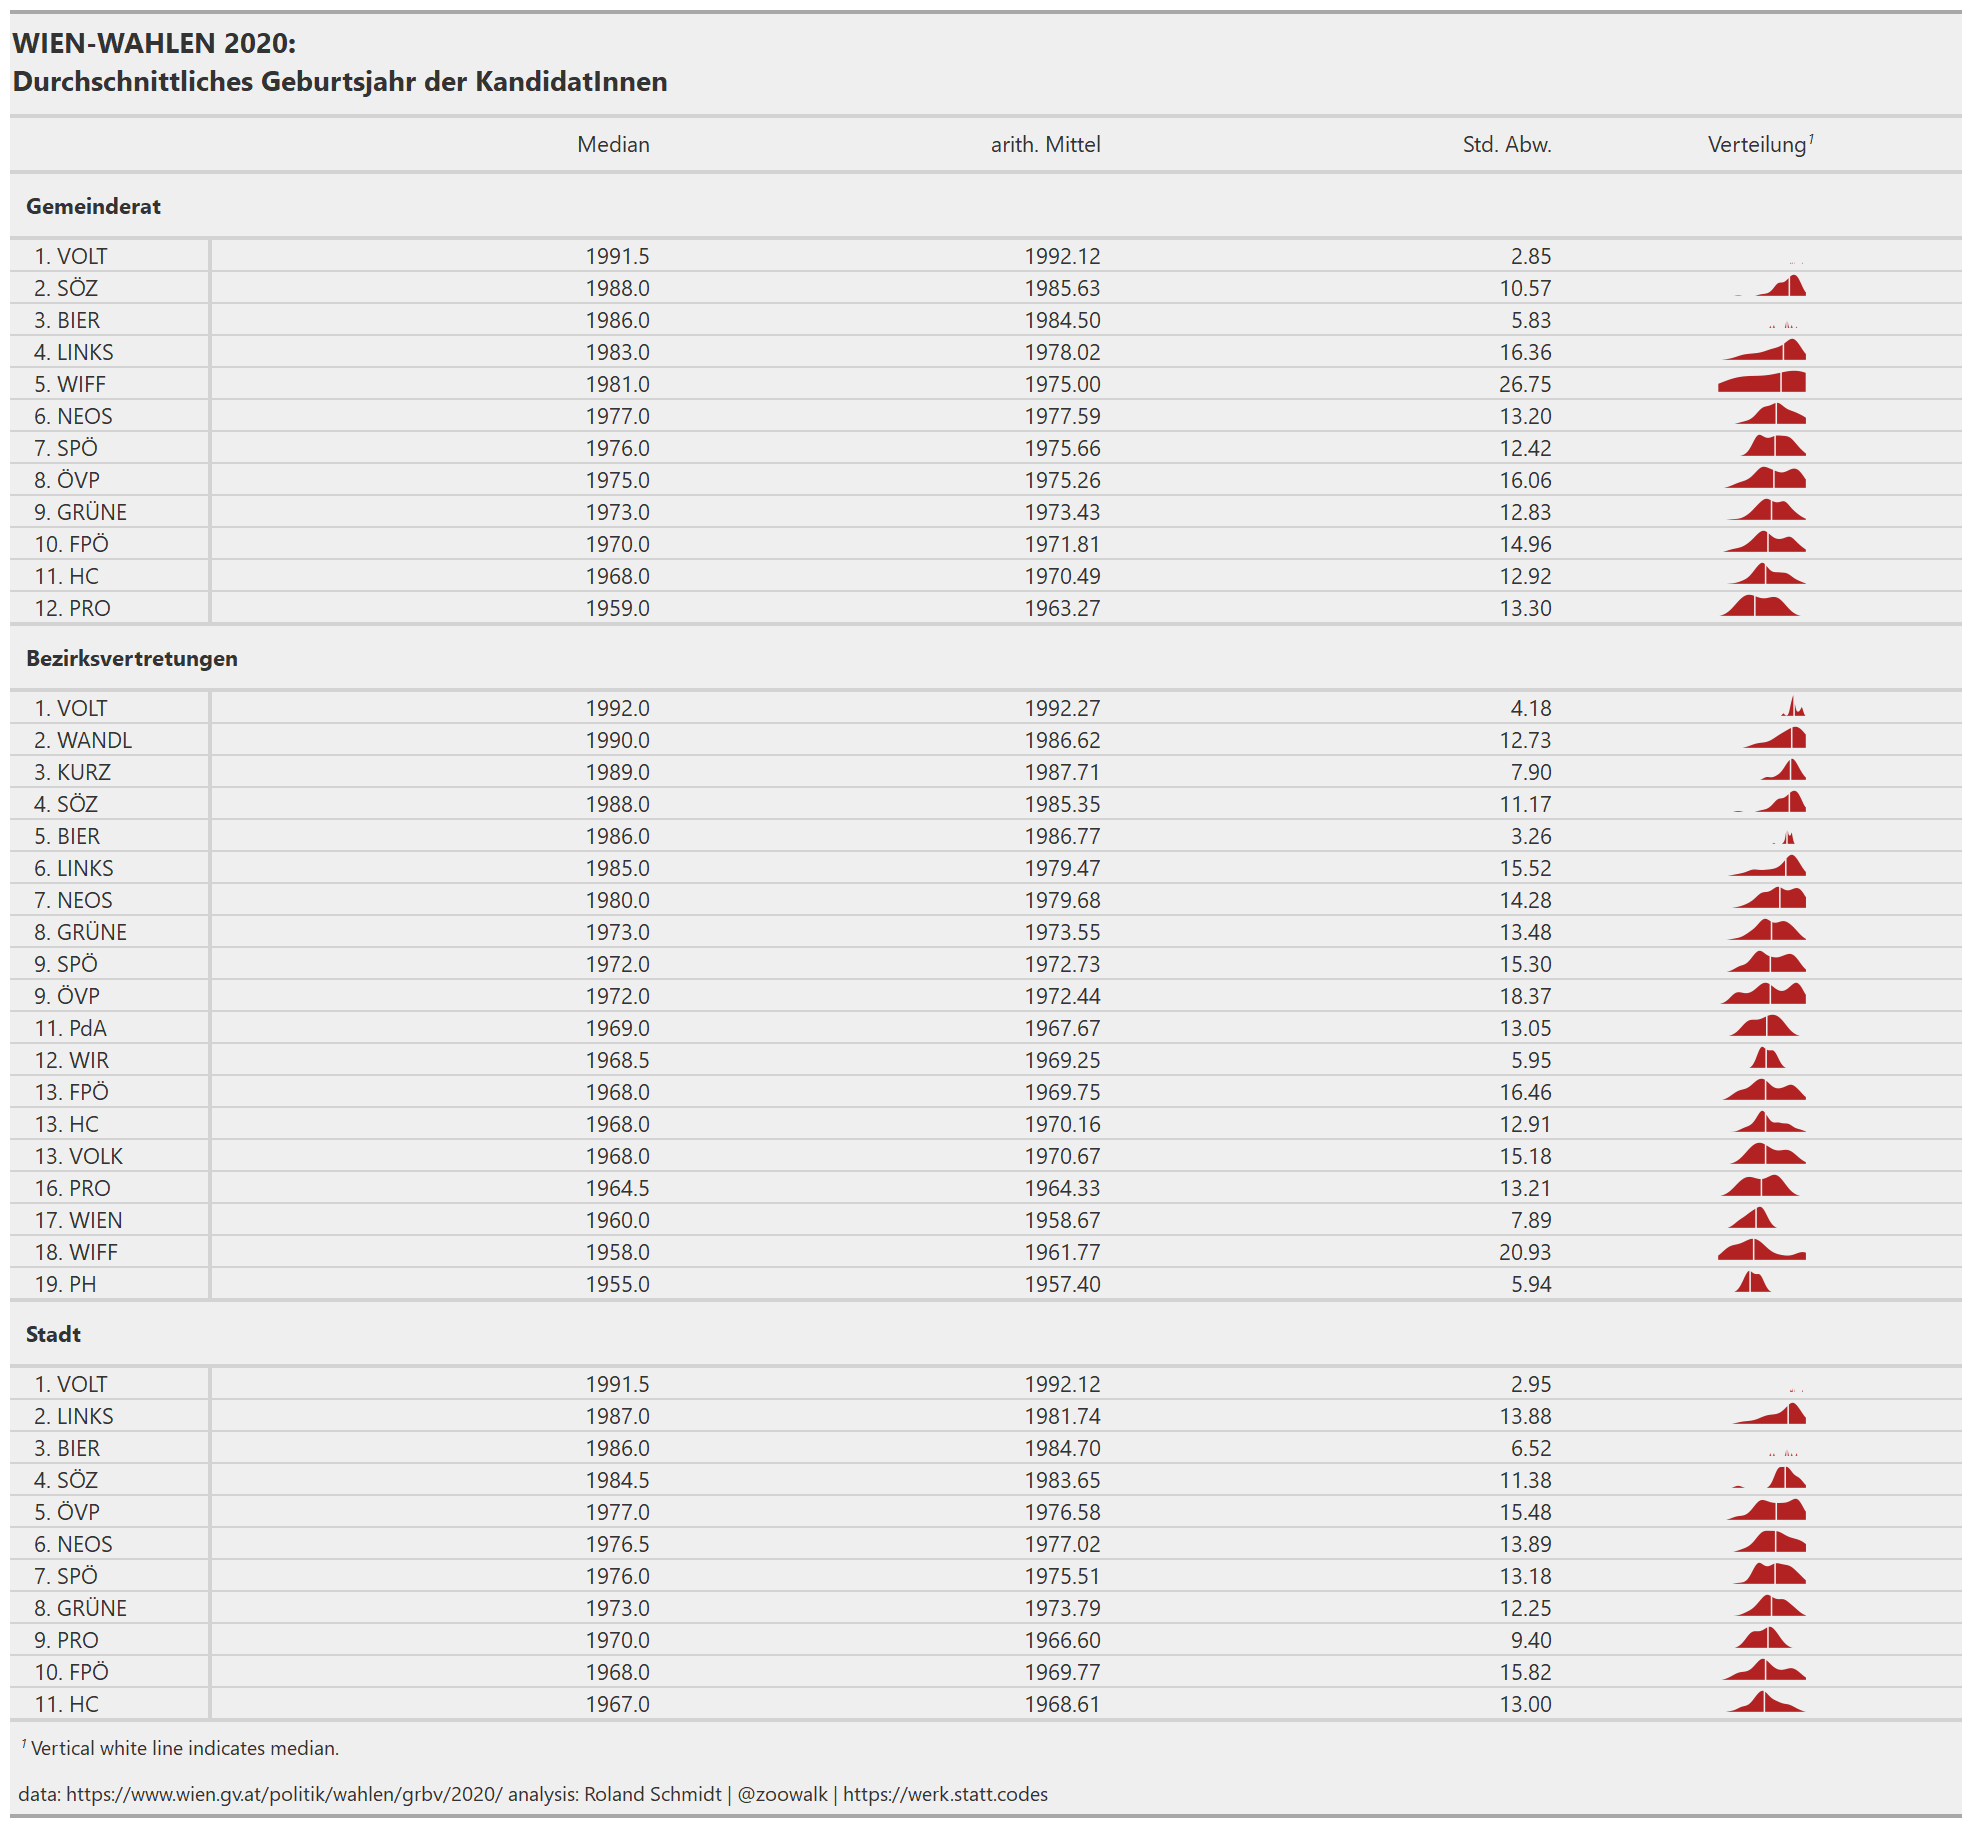 WIEN-WAHLEN 2020:
Durchschnittliches Geburtsjahr der KandidatInnen
Median arith. Mittel Std. Abw. Verteilung¹
Gemeinderat
1. VOLT 1991.5 1992.12 2.85
2. SÖZ 1988.0 1985.63 10.57
3. BIER 1986.0 1984.50 5.83
4. LINKS 1983.0 1978.02 16.36
5. WIFF 1981.0 1975.00 26.75
6. NEOS 1977.0 1977.59 13.20
7. SPÖ 1976.0 1975.66 12.42
8. ÖVP 1975.0 1975.26 16.06
9. GRÜNE 1973.0 1973.43 12.83
10. FPÖ 1970.0 1971.81 14.96
11. HC 1968.0 1970.49 12.92
12. PRO 1959.0 1963.27 13.30
Bezirksvertretungen
1. VOLT 1992.0 1992.27 4.18
2. WANDL 1990.0 1986.62 12.73
3. KURZ 1989.0 1987.71 7.90
4. SÖZ 1988.0 1985.35 11.17
5. BIER 1986.0 1986.77 3.26
6. LINKS 1985.0 1979.47 15.52
7. NEOS 1980.0 1979.68 14.28
8. GRÜNE 1973.0 1973.55 13.48
9. SPÖ 1972.0 1972.73 15.30
9. ÖVP 1972.0 1972.44 18.37
11. PdA 1969.0 1967.67 13.05
12. WIR 1968.5 1969.25 5.95
13. FPÖ 1968.0 1969.75 16.46
13. HC 1968.0 1970.16 12.91
13. VOLK 1968.0 1970.67 15.18
16. PRO 1964.5 1964.33 13.21
17. WIEN 1960.0 1958.67 7.89
18. WIFF 1958.0 1961.77 20.93
19. PH 1955.0 1957.40 5.94
Stadt
1. VOLT 1991.5 1992.12 2.95
2. LINKS 1987.0 1981.74 13.88
3. BIER 1986.0 1984.70 6.52
4. SÖZ 1984.5 1983.65 11.38
5. ÖVP 1977.0 1976.58 15.48
6. NEOS 1976.5 1977.02 13.89
7. SPÖ 1976.0 1975.51 13.18
8. GRÜNE 1973.0 1973.79 12.25
9. PRO 1970.0 1966.60 9.40
10. FPÖ 1968.0 1969.77 15.82
11. HC 1967.0 1968.61 13.00
¹ Vertical white line indicates median.
data: https://www.wien.gv.at/politik/wahlen/grbv/2020/ analysis: Roland Schmidt | @zoowalk | https://werk.statt.codes